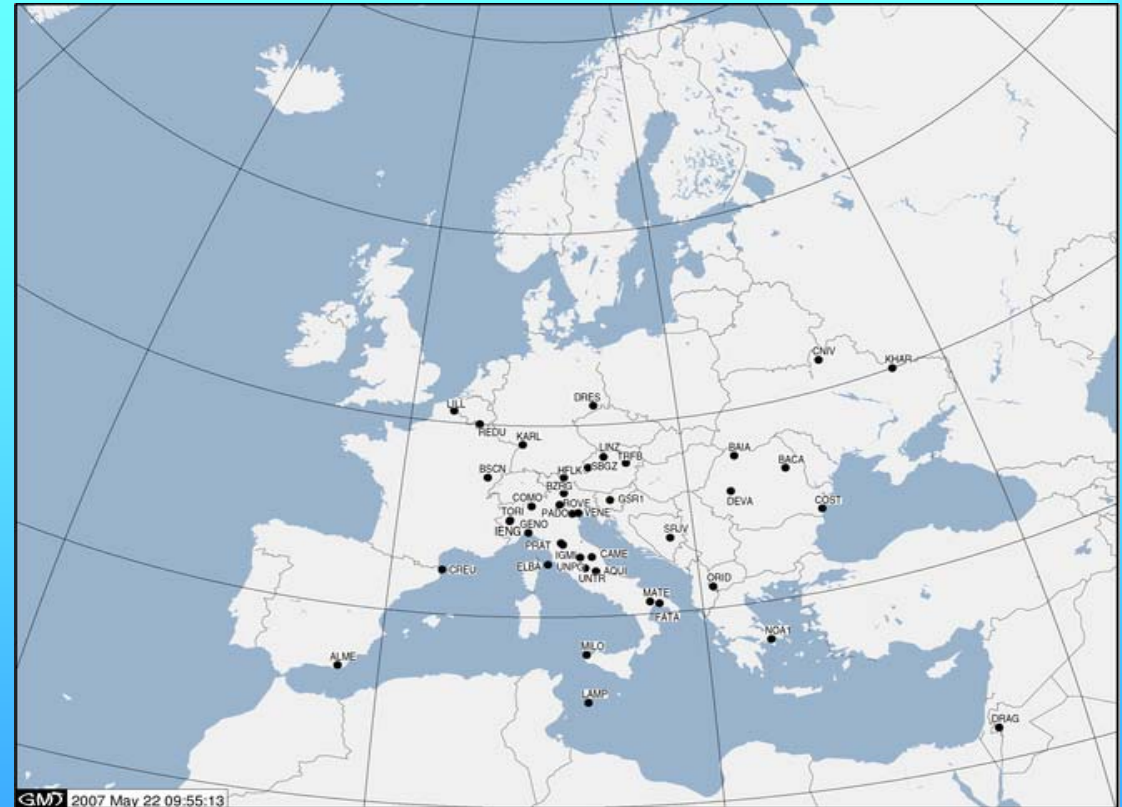 CNIV
KHAR
LILL
DRES
REDU
KARL
LINZ
TRFB
BAIA
BACA
BSCN
HFLK
SBGZ
BZRG
DEVA
COMO
ROVE
GSR1
COST
TORI
PADO
VENE
IENG
GENO
SRJV
PRAT
IGMI
CAME
CREU
ELBA
UNPG
AQUI
UNTR
ORID
MATE
FATA
NOA1
MILO
ALME
LAMP
DRAG
GMT 2007 May 22 09:55:13